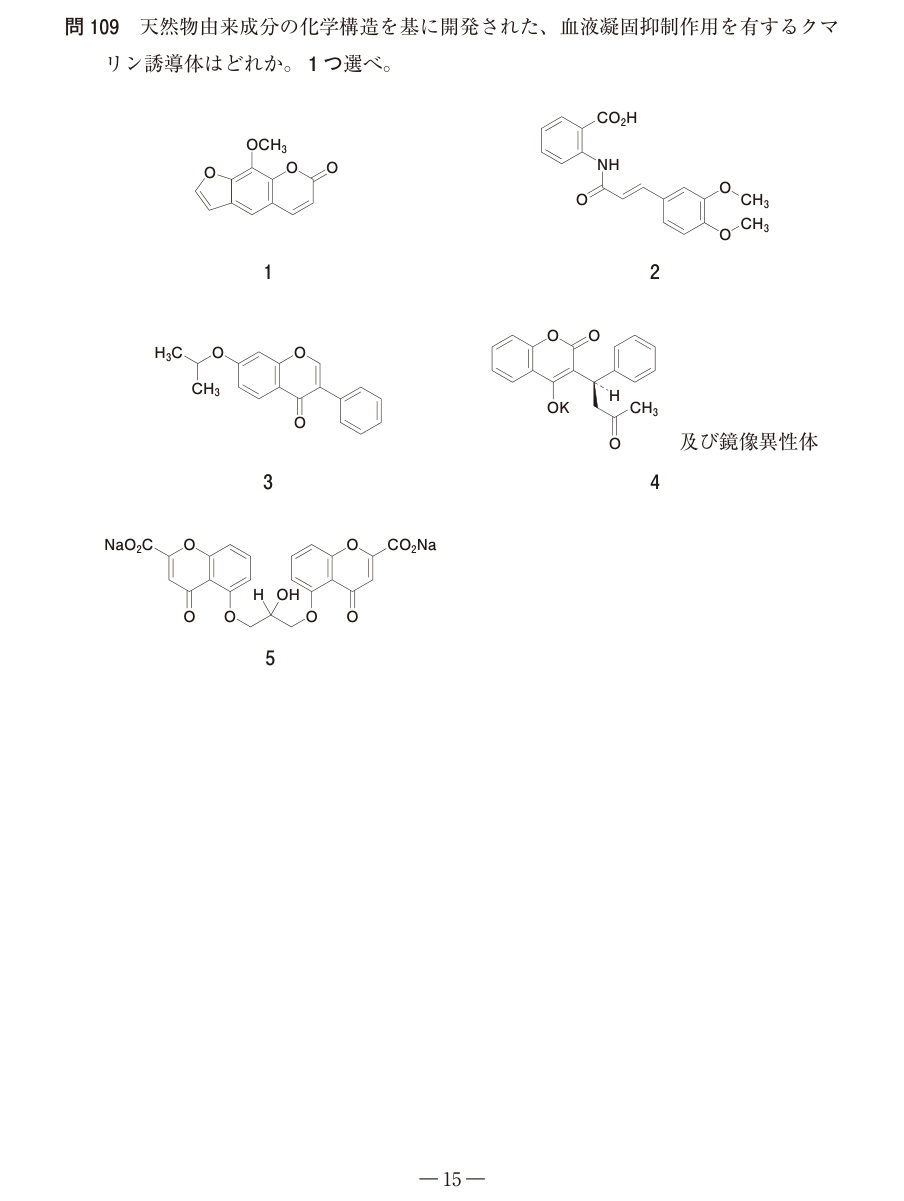 問 109 天然物由来成分の化学構造を基に開発された、血液凝固抑制作用を有するクマ
リン誘導体はどれか。1つ選べ。
OCH₃
O
O
O
1
CO₂H
NH
O
O
CH₃
O
CH₃
2
H₃C
O
CH₃
O
O
3
O
O
OK
H
CH₃
O
及び鏡像異性体
4
NaO₂C
O
O
O
H OH
O
O
O
CO₂Na
5
— 15 —